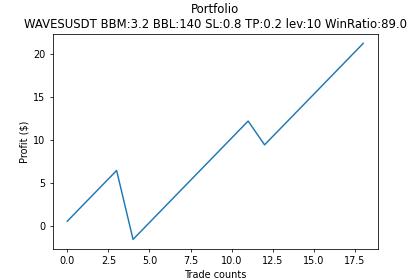 Portfolio
WAVESUSDT BBM:3.2 BBL:140 SL:0.8 TP:0.2 lev:10 WinRatio:89.0
20
15
10
5
0
Profit ($)
0.0 2.5 5.0 7.5 10.0 12.5 15.0 17.5
Trade counts